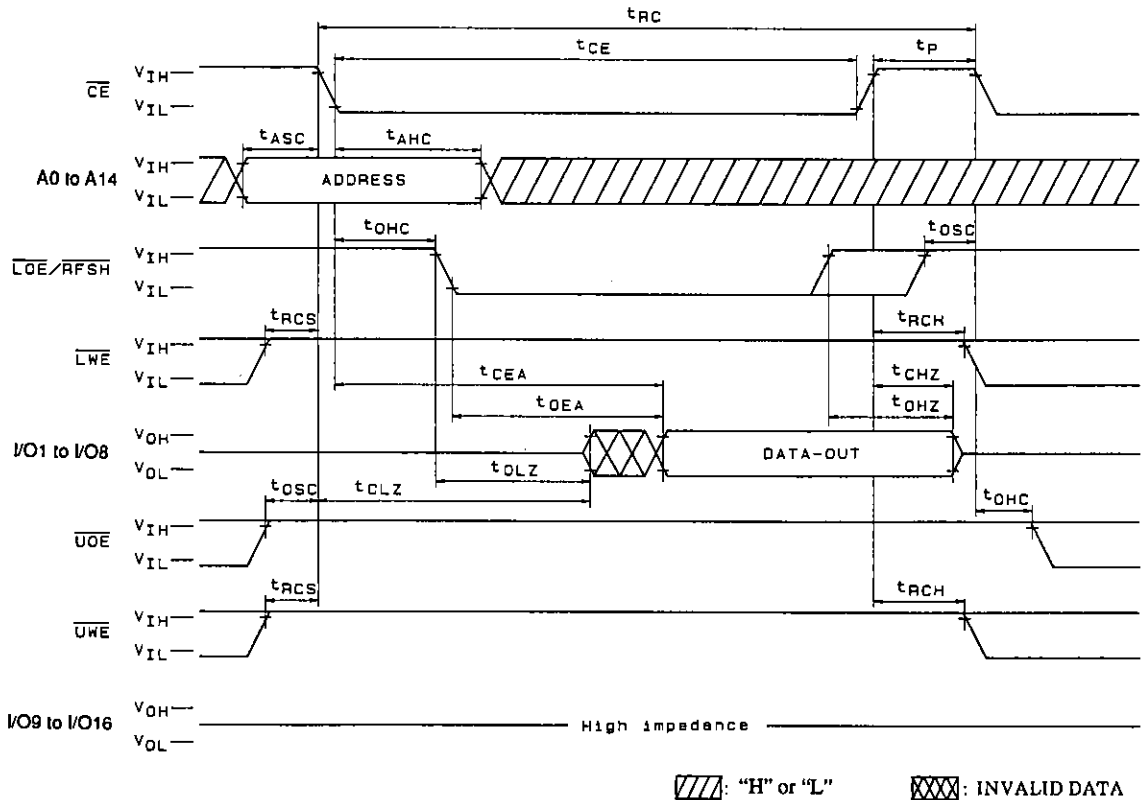 tRC
tCE
tP
CE
VIH
VIL
tASC
tAHC
A0 to A14
VIH
VIL
ADDRESS
tOHC
tOSC
LOE/RFSH
VIH
VIL
tRCS
tRCH
LWE
VIH
VIL
tCEA
tCHZ
tOEA
tOHZ
I/O1 to I/O8
VOH
VOL
DATA-OUT
tOLZ
tOSC
tCLZ
tOHC
UOE
VIH
VIL
tRCS
tRCH
UWE
VIH
VIL
I/O9 to I/O16
VOH
VOL
High impedance
: "H" or "L"
: INVALID DATA